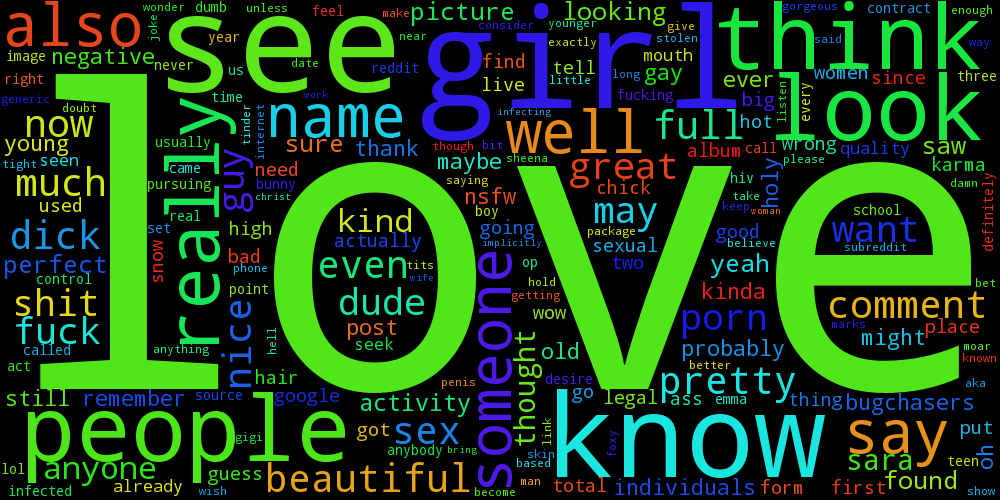 love
see
girl
think
look
know
people
also
really
name
well
full
great
say
someone
beautiful
want
comment
much
now
shit
fuck
dick
nice
guy
kind
even
dude
may
pretty
porn
sex
thought
anyone
sara
found
picture
looking
negative
young
perfect
sure
thank
maybe
nsfw
chick
sexual
yeah
kinda
probably
might
bugchasers
individuals
activity
remember
still
google
hair
high
bad
need
post
seek
actually
going
album
quality
karma
saw
wrong
women
since
hot
big
ever
gay
tell
find
live
mouth
holy
good
two
old
go
legal
ass
emma
thing
place
subreddit
school
definitely
first
form
total
put
oh
teen
show
aka
known
moar
bet
marks
better
desire
link
skin
based
man
become
got
anybody
bring
guess
gigi
already
infected
wish
lol
act
called
control
anything
snow
set
used
seen
tight
doubt
generic
right
image
never
wonder
joke
dumb
unless
year
us
time
usually
came
pursuing
real
bunny
christ
tinder
internet
date
feel
reddit
make
near
younger
consider
exactly
little
long
fucking
give
stolen
infecting
though
bit
saying
sheena
boy
package
implicitly
op
hold
getting
wow
tits
wife
phone
point
hell
source
penis
work
foxy
call
hiv
take
keep
woman
believe
please
listen
every
gorgeous
said
contract
enough
way
three
damn